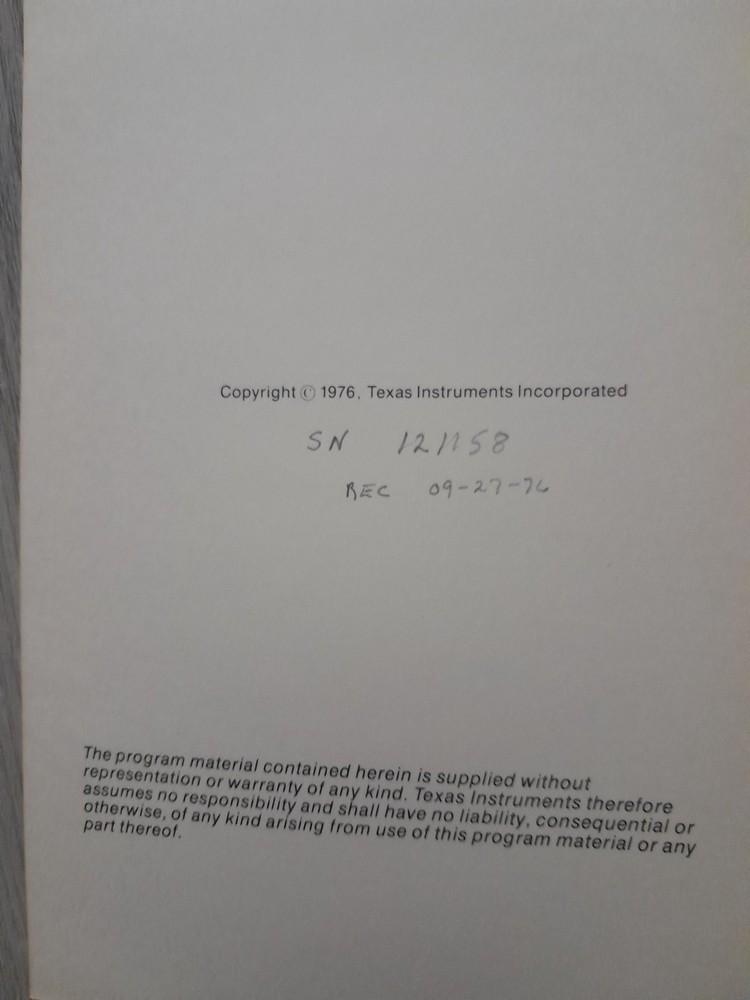 Copyright © 1976, Texas Instruments Incorporated
SN 121158
REC 09-27-76
The program material contained herein is supplied without
representation or warranty of any kind. Texas Instruments therefore
assumes no responsibility and shall have no liability, consequential or
otherwise, of any kind arising from use of this program material or any
part thereof.